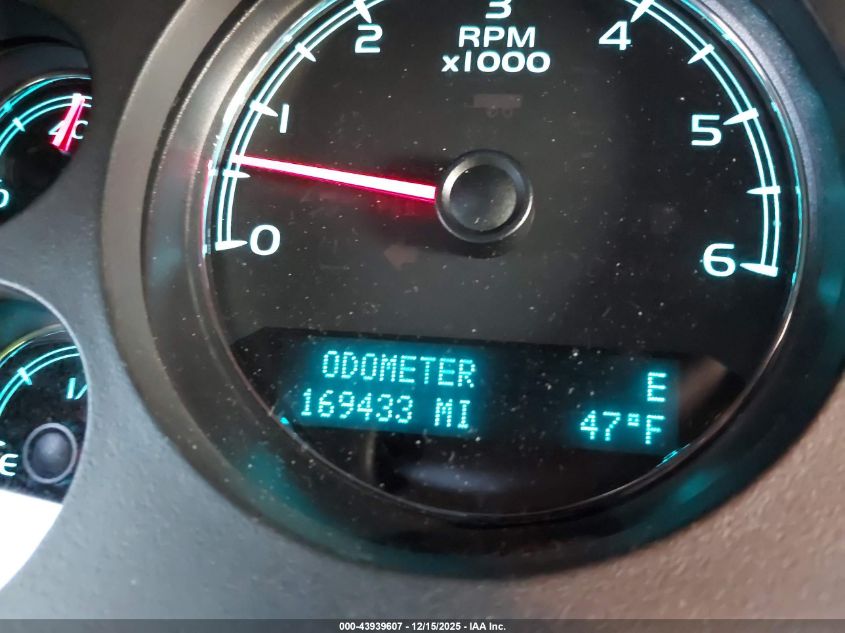 3
2
4
RPM
x1000
1
5
0
6
ODOMETER
E
169433 MI
47°F
000-43939607 - 12/15/2025 - IAA Inc.